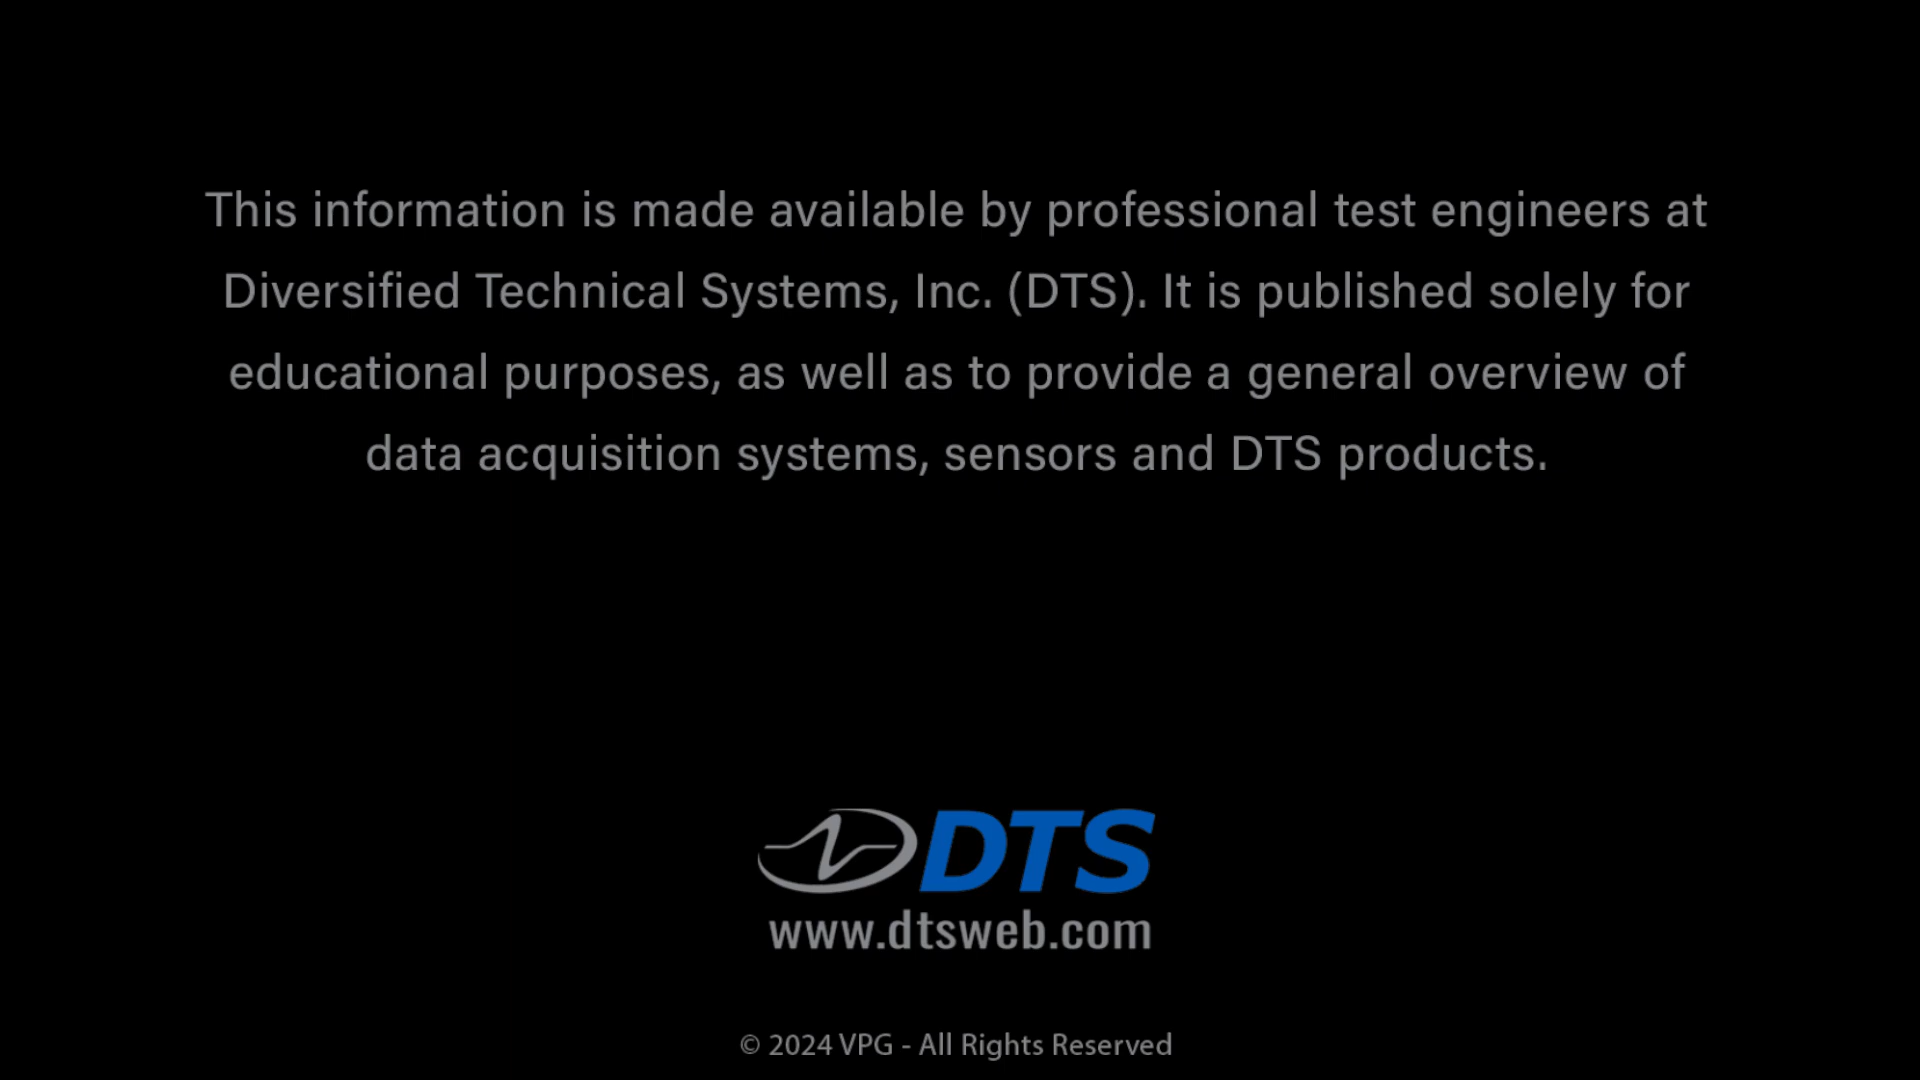 This information is made available by professional test engineers at
Diversified Technical Systems, Inc. (DTS). It is published solely for
educational purposes, as well as to provide a general overview of
data acquisition systems, sensors and DTS products.
DTS
www.dtsweb.com
© 2024 VPG - All Rights Reserved